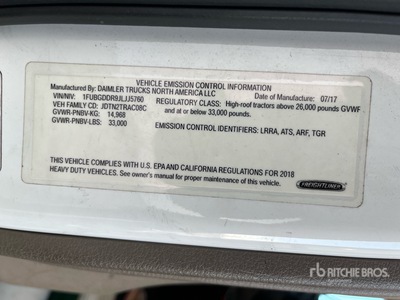 VEHICLE EMISSION CONTROL INFORMATION
Manufactured By: DAIMLER TRUCKS NORTH AMERICA LLC
VIN/NIV: 1FUBGDDR9JLJJ5760 Date of Manufacture: 07/17
VEH FAMILY CD: JDTN2TRAC08C REGULATORY CLASS: High-roof tractors above 26,000 pounds GVWR
GVWR-PNBV-KG: 14,968 and at or below 33,000 pounds.
GVWR-PNBV-LBS: 33,000
EMISSION CONTROL IDENTIFIERS: LRRA, ATS, ARF, TGR
THIS VEHICLE COMPLIES WITH U.S. EPA AND CALIFORNIA REGULATIONS FOR 2018
HEAVY DUTY VEHICLES. See owner's manual for proper maintenance of this vehicle.
FREIGHTLINER
rb RITCHIE BROS.